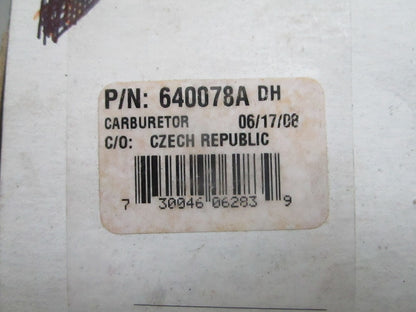 P/N: 640078A DH
CARBURETOR 06/17/08
C/O: CZECH REPUBLIC
7 30046 06283 9